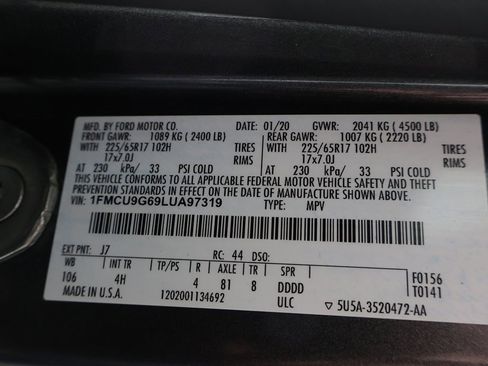 MFD. BY FORD MOTOR CO. DATE: 01/20 GVWR: 2041 KG (4500 LB)
FRONT GAWR: 1089 KG (2400 LB) REAR GAWR: 1007 KG (2220 LB)
WITH 225/65R17 102H TIRES WITH 225/65R17 102H TIRES
17x7.0J RIMS 17x7.0J RIMS
AT 230 kPa/ 33 PSI COLD AT 230 kPa/ 33 PSI COLD
THIS VEHICLE CONFORMS TO ALL APPLICABLE FEDERAL MOTOR VEHICLE SAFETY AND THEFT
PREVENTION STANDARDS IN EFFECT ON THE DATE OF MANUFACTURE SHOWN ABOVE.
VIN: 1FMCU9G69LUA97319 TYPE: MPV
EXT PNT: J7 RC: 44 DSO:
WB INT TR TP/PS R AXLE TR SPR F0156
106 4H 4 81 8 DDDD T0141
MADE IN U.S.A. 1202001134692 ULC ▽ 5U5A-3520472-AA